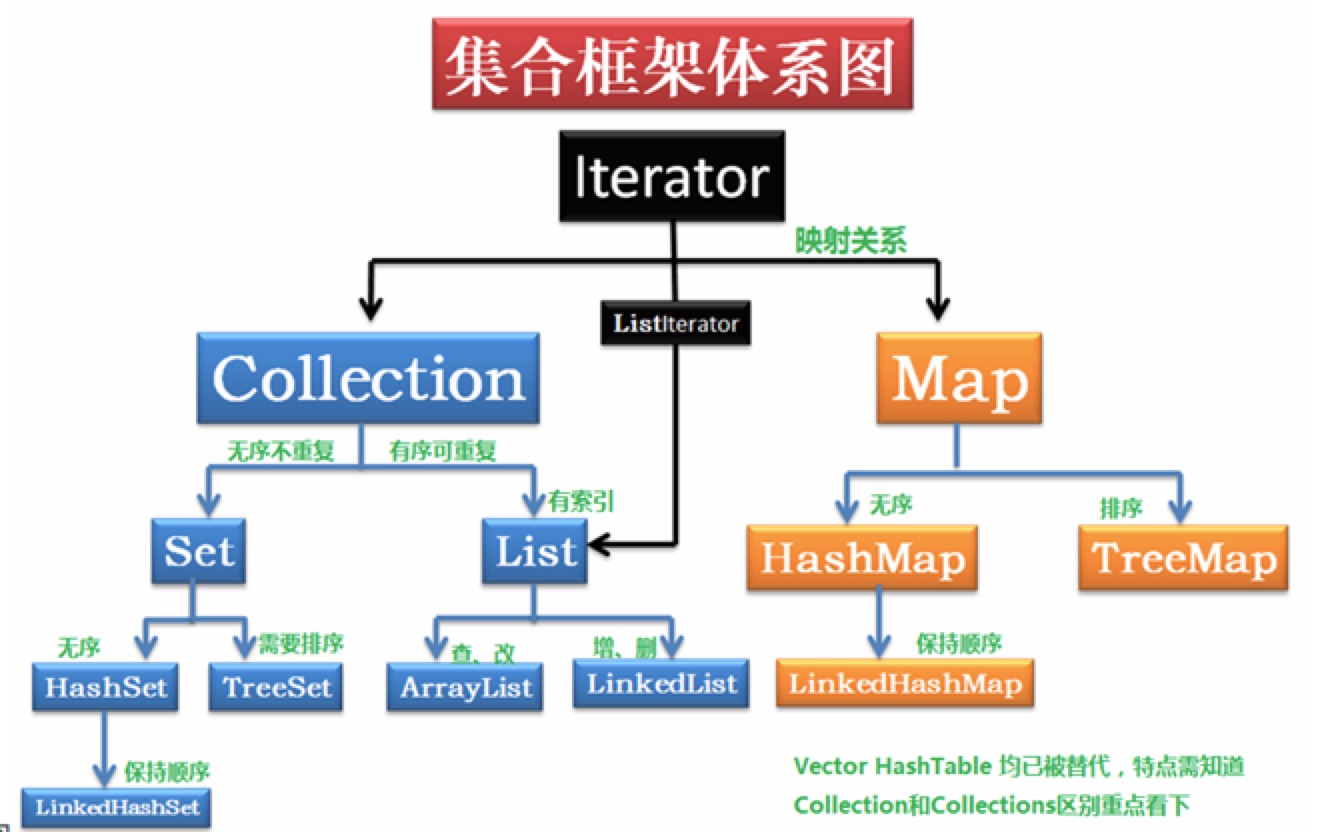 集合框架体系图
Iterator
映射关系
ListIterator
Collection
Map
无序不重复
有序可重复
有索引
无序
排序
Set
List
HashMap
TreeMap
无序
需要排序
查、改
增、删
保持顺序
HashSet
TreeSet
ArrayList
LinkedList
LinkedHashMap
保持顺序
LinkedHashSet
Vector HashTable 均已被替代，特点需知道
Collection和Collections区别重点看下